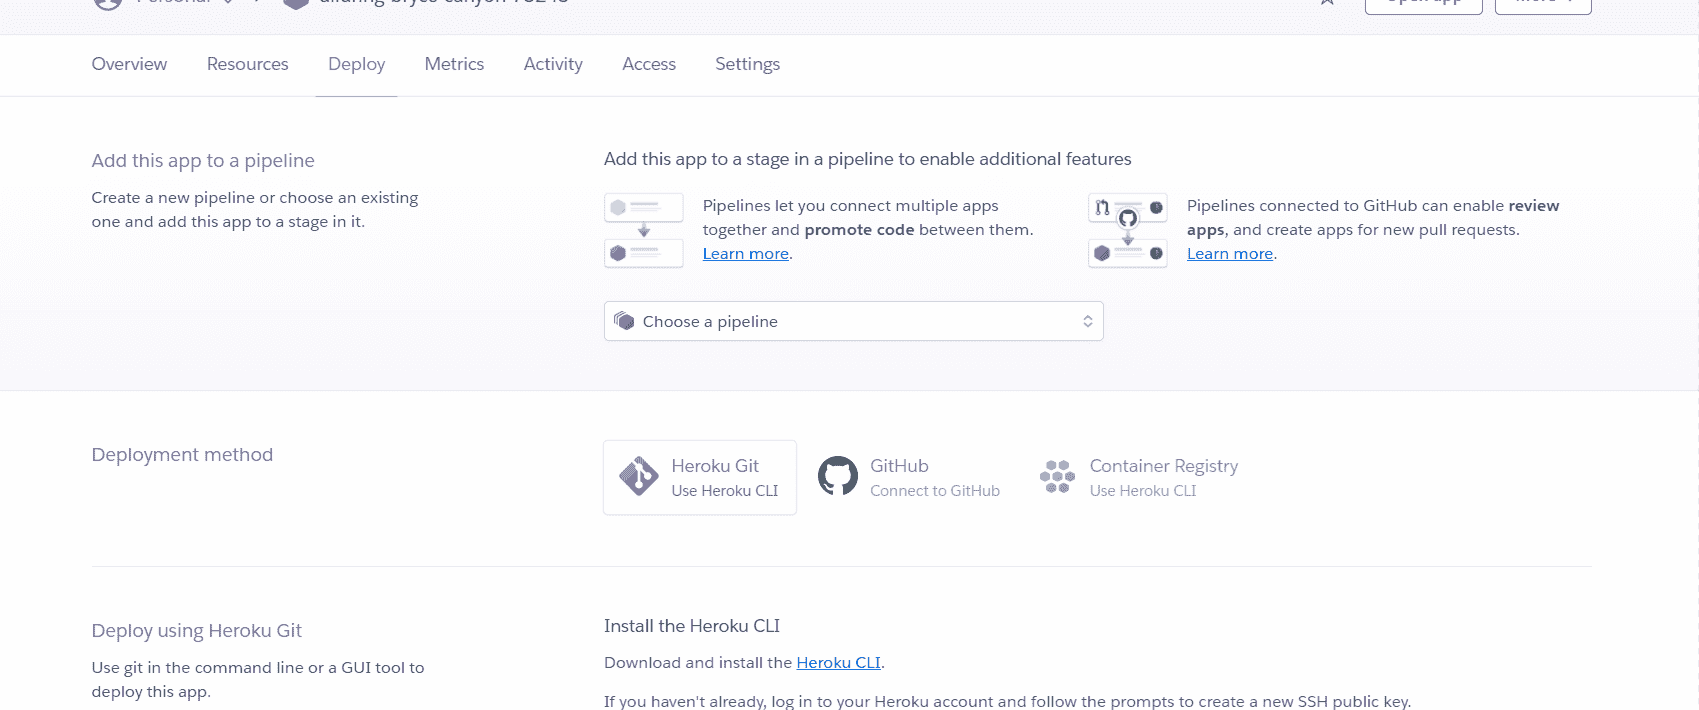 Overview Resources Deploy Metrics Activity Access Settings
Add this app to a pipeline
Create a new pipeline or choose an existing
one and add this app to a stage in it.
Add this app to a stage in a pipeline to enable additional features
Pipelines let you connect multiple apps
together and promote code between them.
Learn more.
Pipelines connected to GitHub can enable review
apps, and create apps for new pull requests.
Learn more.
Choose a pipeline
Deployment method
Heroku Git
Use Heroku CLI
GitHub
Connect to GitHub
Container Registry
Use Heroku CLI
Deploy using Heroku Git
Use git in the command line or a GUI tool to
deploy this app.
Install the Heroku CLI
Download and install the Heroku CLI.
If you haven't already, log in to your Heroku account and follow the prompts to create a new SSH public key.